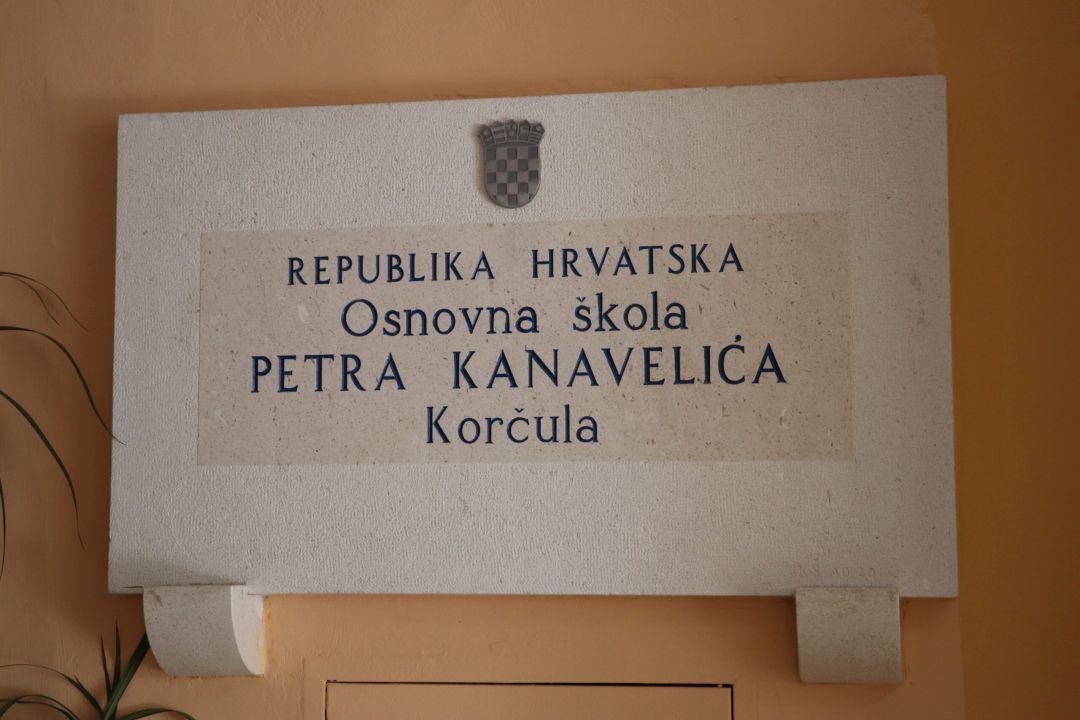 REPUBLIKA HRVATSKA
Osnovna škola
PETRA KANAVELIĆA
Korčula